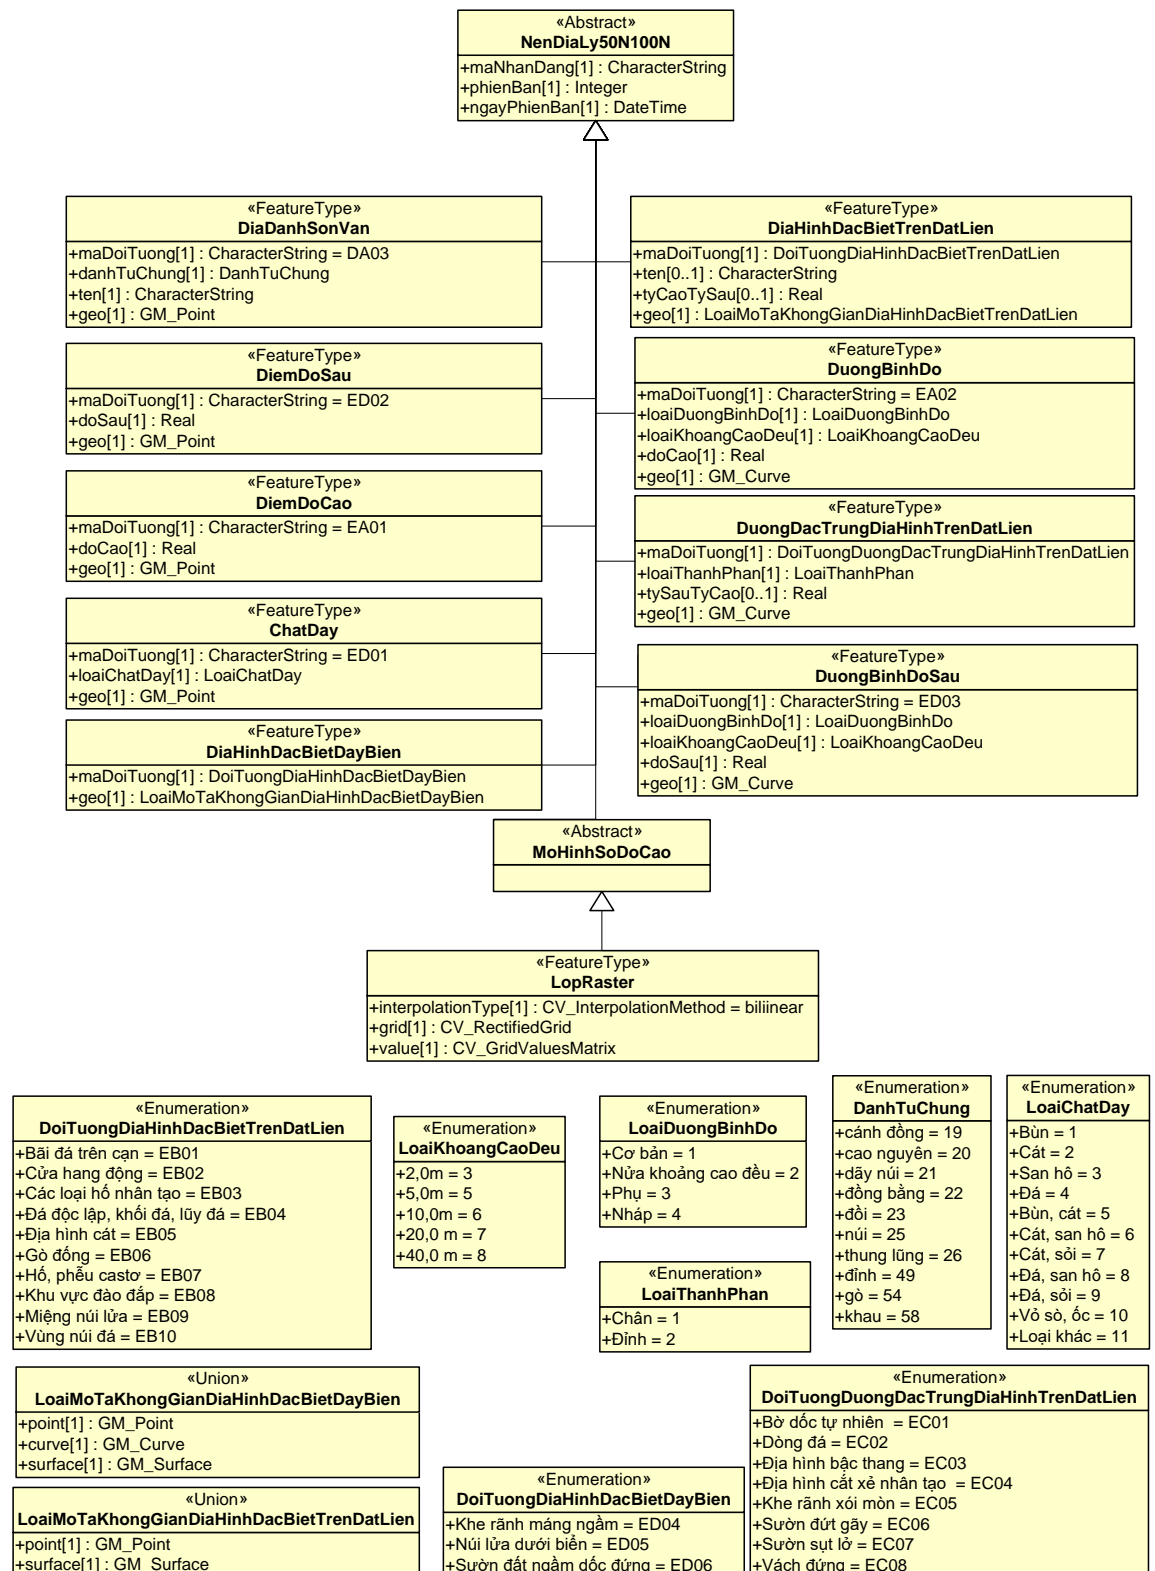 «Abstract»
NenDiaLy50N100N
+maNhanDang[1] : CharacterString
+phienBan[1] : Integer
+ngayPhienBan[1] : DateTime
«FeatureType»
DiaDanhSonVan
+maDoiTuong[1] : CharacterString = DA03
+danhTuChung[1] : DanhTuChung
+ten[1] : CharacterString
+geo[1] : GM_Point
«FeatureType»
DiaHinhDacBietTrenDatLien
+maDoiTuong[1] : DoiTuongDiaHinhDacBietTrenDatLien
+ten[0..1] : CharacterString
+tyCaoTySau[0..1] : Real
+geo[1] : LoaiMoTaKhongGianDiaHinhDacBietTrenDatLien
«FeatureType»
DiemDoSau
+maDoiTuong[1] : CharacterString = ED02
+doSau[1] : Real
+geo[1] : GM_Point
«FeatureType»
DuongBinhDo
+maDoiTuong[1] : CharacterString = EA02
+loaiDuongBinhDo[1] : LoaiDuongBinhDo
+loaiKhoangCaoDeu[1] : LoaiKhoangCaoDeu
+doCao[1] : Real
+geo[1] : GM_Curve
«FeatureType»
DiemDoCao
+maDoiTuong[1] : CharacterString = EA01
+doCao[1] : Real
+geo[1] : GM_Point
«FeatureType»
DuongDacTrungDiaHinhTrenDatLien
+maDoiTuong[1] : DoiTuongDuongDacTrungDiaHinhTrenDatLien
+loaiThanhPhan[1] : LoaiThanhPhan
+tySauTyCao[0..1] : Real
+geo[1] : GM_Curve
«FeatureType»
ChatDay
+maDoiTuong[1] : CharacterString = ED01
+loaiChatDay[1] : LoaiChatDay
+geo[1] : GM_Point
«FeatureType»
DuongBinhDoSau
+maDoiTuong[1] : CharacterString = ED03
+loaiDuongBinhDo[1] : LoaiDuongBinhDo
+loaiKhoangCaoDeu[1] : LoaiKhoangCaoDeu
+doSau[1] : Real
+geo[1] : GM_Curve
«FeatureType»
DiaHinhDacBietDayBien
+maDoiTuong[1] : DoiTuongDiaHinhDacBietDayBien
+geo[1] : LoaiMoTaKhongGianDiaHinhDacBietDayBien
«Abstract»
MoHinhSoDoCao
«FeatureType»
LopRaster
+interpolationType[1] : CV_InterpolationMethod = biliinear
+grid[1] : CV_RectifiedGrid
+value[1] : CV_GridValuesMatrix
«Enumeration»
DoiTuongDiaHinhDacBietTrenDatLien
+Bãi đá trên cạn = EB01
+Cửa hang động = EB02
+Các loại hố nhân tạo = EB03
+Đá độc lập, khối đá, lũy đá = EB04
+Địa hình cát = EB05
+Gò đống = EB06
+Hố, phễu castơ = EB07
+Khu vực đào đắp = EB08
+Miệng núi lửa = EB09
+Vùng núi đá = EB10
«Enumeration»
LoaiKhoangCaoDeu
+2,0m = 3
+5,0m = 5
+10,0m = 6
+20,0 m = 7
+40,0 m = 8
«Enumeration»
LoaiDuongBinhDo
+Cơ bản = 1
+Nửa khoảng cao đều = 2
+Phụ = 3
+Nháp = 4
«Enumeration»
LoaiThanhPhan
+Chân = 1
+Đỉnh = 2
«Enumeration»
DanhTuChung
+cánh đồng = 19
+cao nguyên = 20
+dãy núi = 21
+đồng bằng = 22
+đồi = 23
+núi = 25
+thung lũng = 26
+đỉnh = 49
+gò = 54
+khau = 58
«Enumeration»
LoaiChatDay
+Bùn = 1
+Cát = 2
+San hô = 3
+Đá = 4
+Bùn, cát = 5
+Cát, san hô = 6
+Cát, sỏi = 7
+Đá, san hô = 8
+Đá, sỏi = 9
+Vỏ sò, ốc = 10
+Loại khác = 11
«Union»
LoaiMoTaKhongGianDiaHinhDacBietDayBien
+point[1] : GM_Point
+curve[1] : GM_Curve
+surface[1] : GM_Surface
«Union»
LoaiMoTaKhongGianDiaHinhDacBietTrenDatLien
+point[1] : GM_Point
+surface[1] : GM_Surface
«Enumeration»
DoiTuongDiaHinhDacBietDayBien
+Khe rãnh máng ngầm = ED04
+Núi lửa dưới biển = ED05
+Sườn đất ngầm dốc đứng = ED06
«Enumeration»
DoiTuongDuongDacTrungDiaHinhTrenDatLien
+Bờ dốc tự nhiên = EC01
+Dòng đá = EC02
+Địa hình bậc thang = EC03
+Địa hình cắt xẻ nhân tạo = EC04
+Khe rãnh xói mòn = EC05
+Sườn đứt gãy = EC06
+Sườn sụt lở = EC07
+Vách đứng = EC08